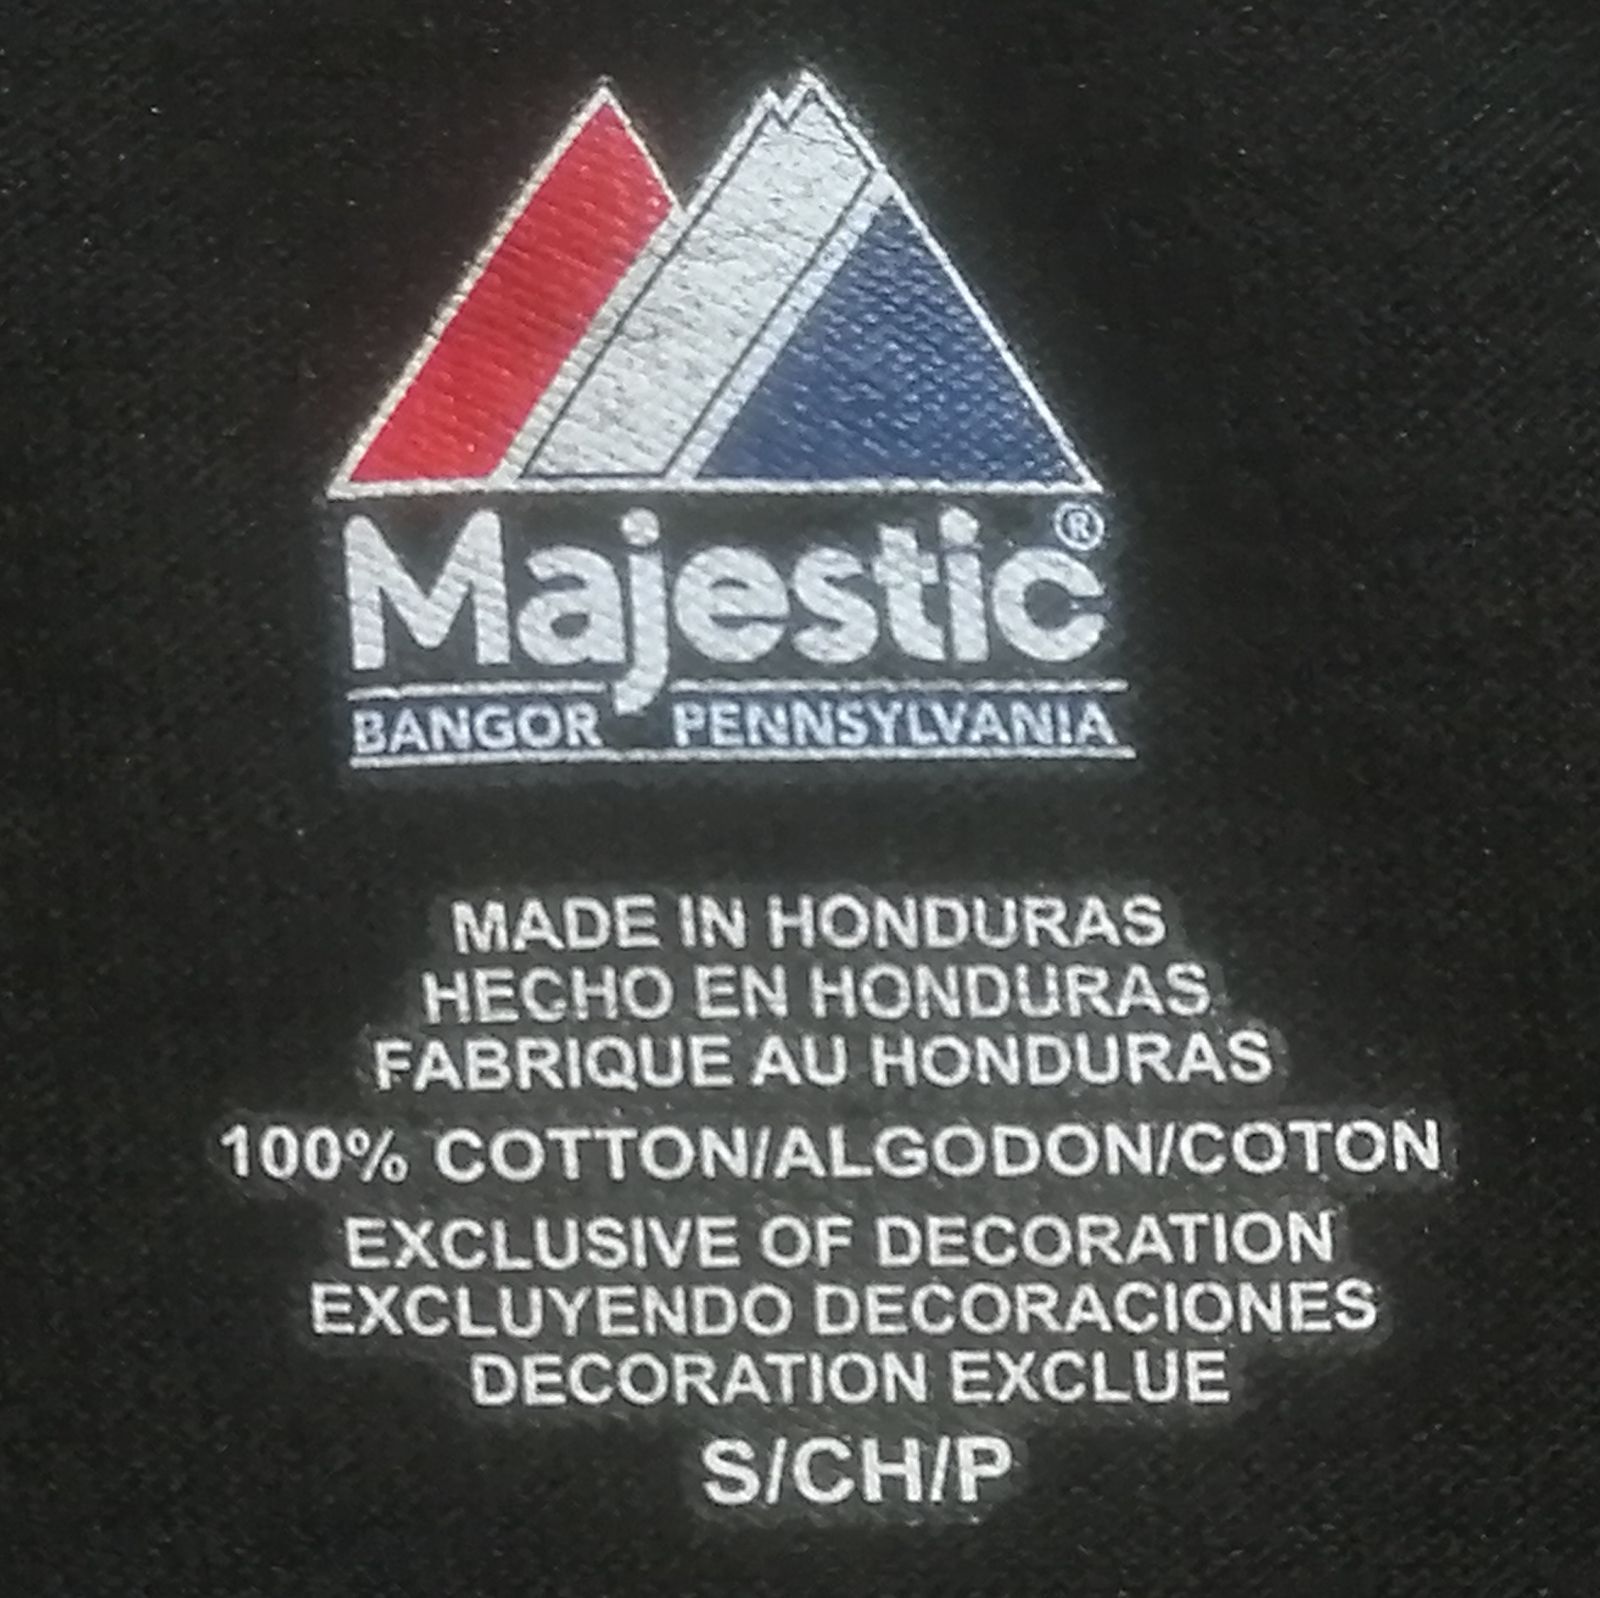 Majestic®
BANGOR PENNSYLVANIA
MADE IN HONDURAS
HECHO EN HONDURAS
FABRIQUE AU HONDURAS
100% COTTON/ALGODON/COTON
EXCLUSIVE OF DECORATION
EXCLUYENDO DECORACIONES
DECORATION EXCLUE
S/CH/P